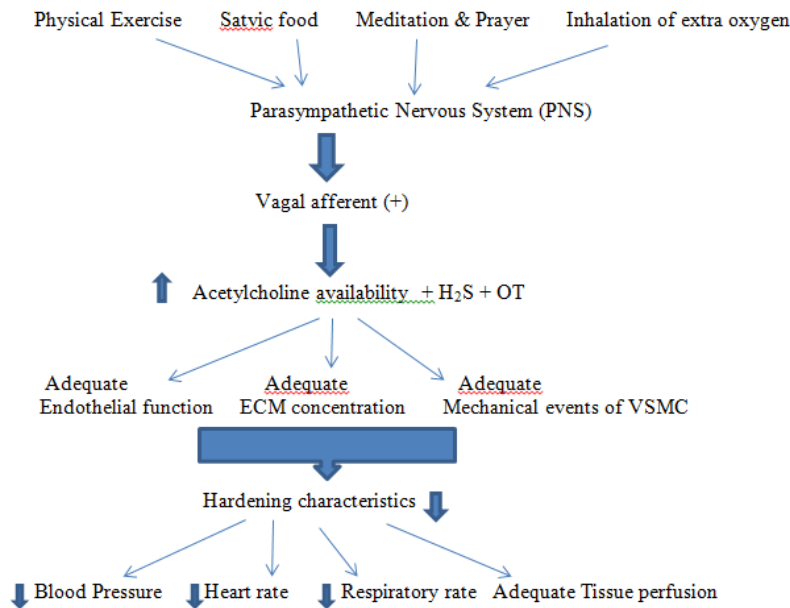 Physical Exercise Satvic food Meditation & Prayer Inhalation of extra oxygen
Parasympathetic Nervous System (PNS)
Vagal afferent (+)
Acetylcholine availability + H₂S + OT
Adequate Adequate Adequate
Endothelial function ECM concentration Mechanical events of VSMC
Hardening characteristics
Blood Pressure Heart rate Respiratory rate Adequate Tissue perfusion